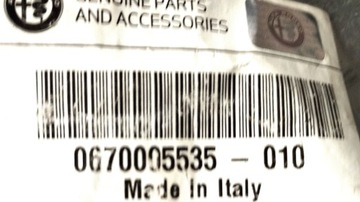 GENUINE PARTS
AND ACCESSORIES
0670005535 - 010
Made in Italy